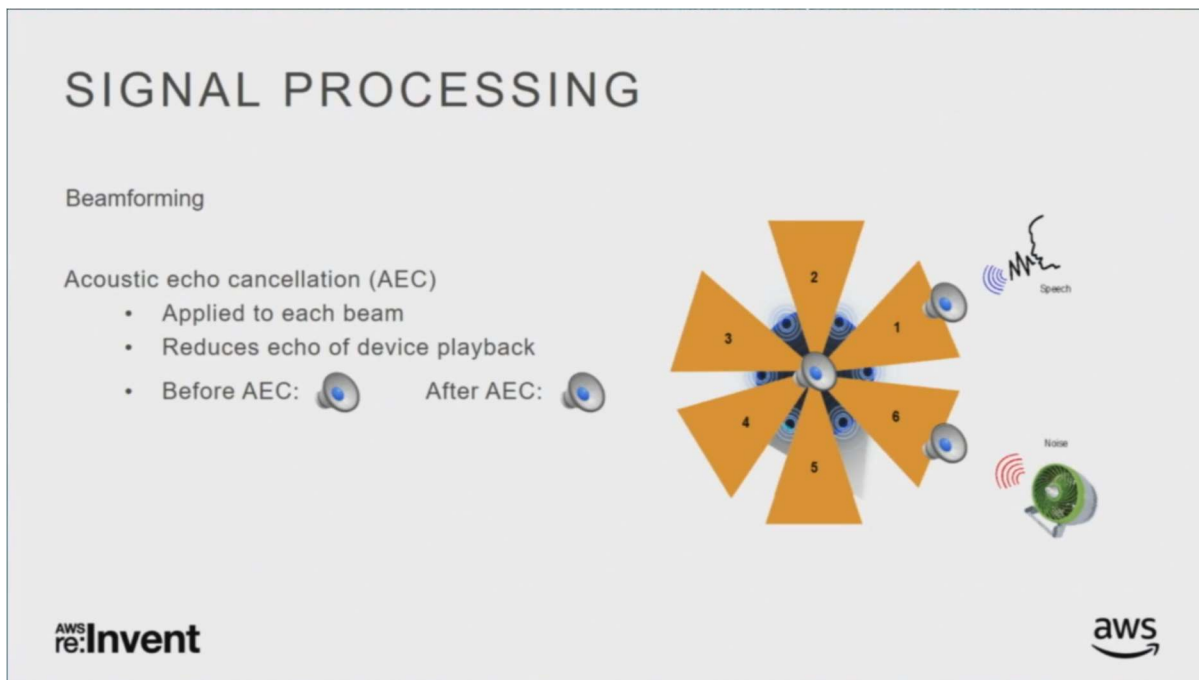 SIGNAL PROCESSING
Beamforming
Acoustic echo cancellation (AEC)
• Applied to each beam
• Reduces echo of device playback
• Before AEC: After AEC:
2
1
3
4
6
5
Speech
Noise
AWS
re:Invent
aws